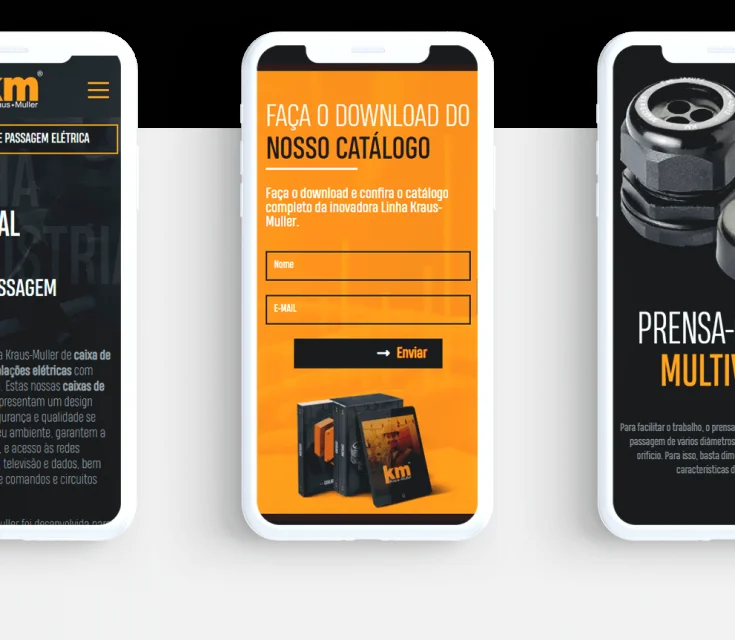 km®
Kraus•Muller
DE PASSAGEM ELÉTRICA
SSAGEM
Kraus-Muller de caixa de
elétricas com
. Estas nossas caixas de
presentam um design
gurança e qualidade se
eu ambiente, garantem a
, e acesso às redes
, televisão e dados, bem
e comandos e circuitos
uller foi desenvolvida para
FAÇA O DOWNLOAD DO
NOSSO CATÁLOGO
Faça o download e confira o catálogo
completo da inovadora Linha Kraus-
Muller.
Nome
E-MAIL
→ Enviar
km
PRENSA-
MULTIV
Para facilitar o trabalho, o prensa
passagem de vários diâmetros
orifício. Para isso, basta dim
características d